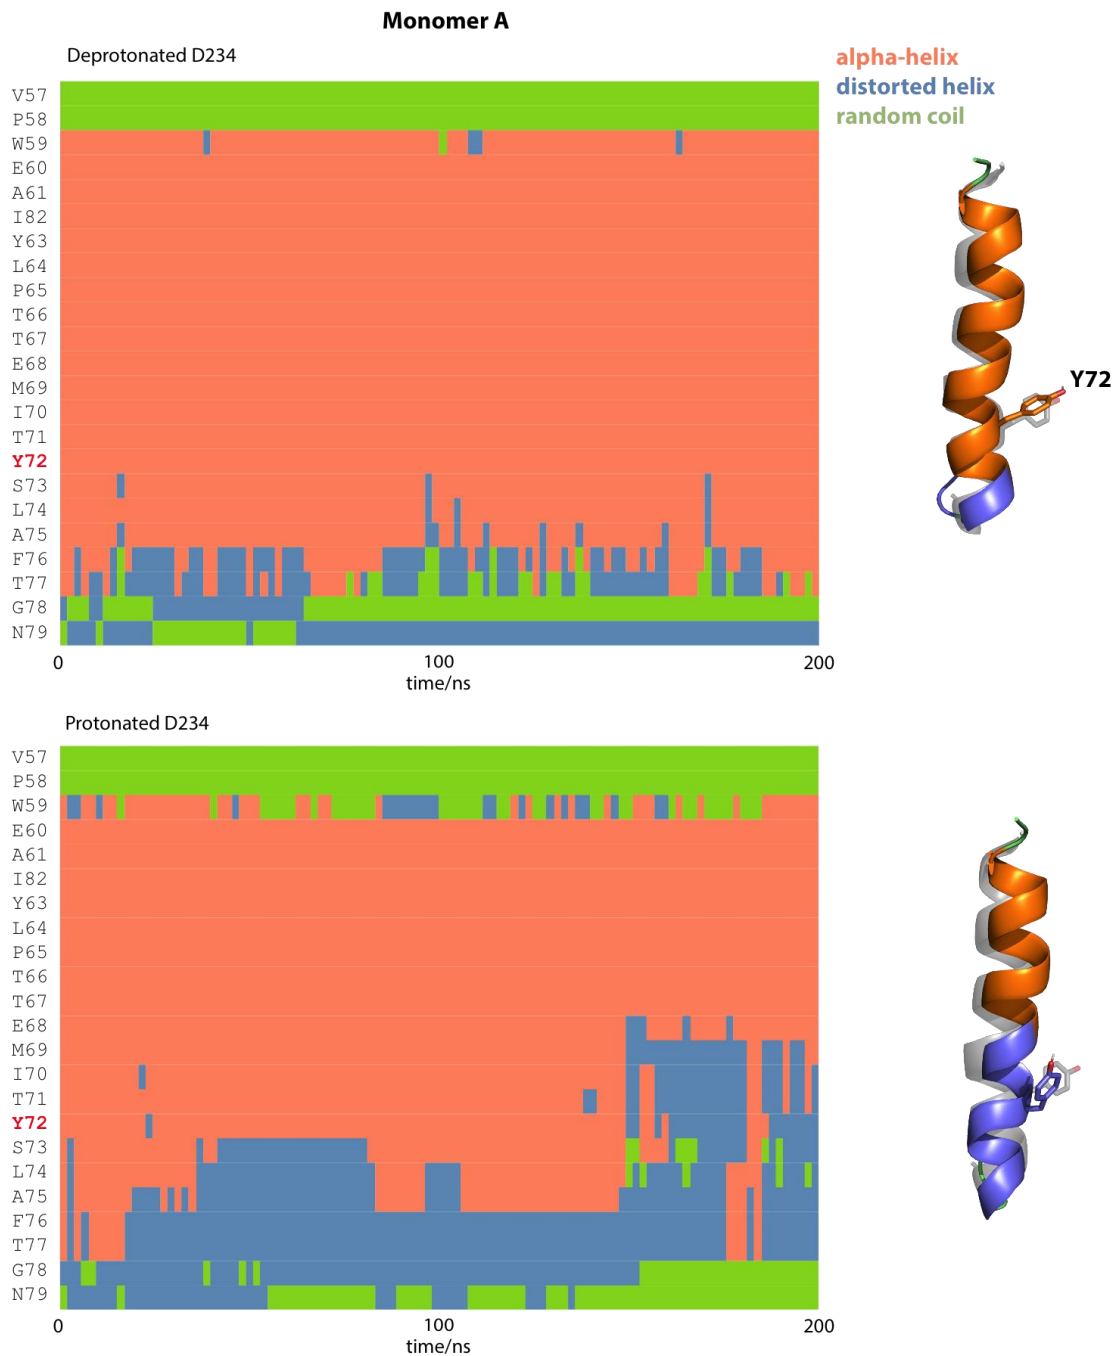 Monomer A
Deprotonated D234
alpha-helix
distorted helix
random coil
V57
P58
W59
E60
A61
I82
Y63
L64
P65
T66
T67
E68
M69
I70
T71
Y72
S73
L74
A75
F76
T77
G78
N79
Y72
0 100 200
time/ns
Protonated D234
V57
P58
W59
E60
A61
I82
Y63
L64
P65
T66
T67
E68
M69
I70
T71
Y72
S73
L74
A75
F76
T77
G78
N79
0 100 200
time/ns